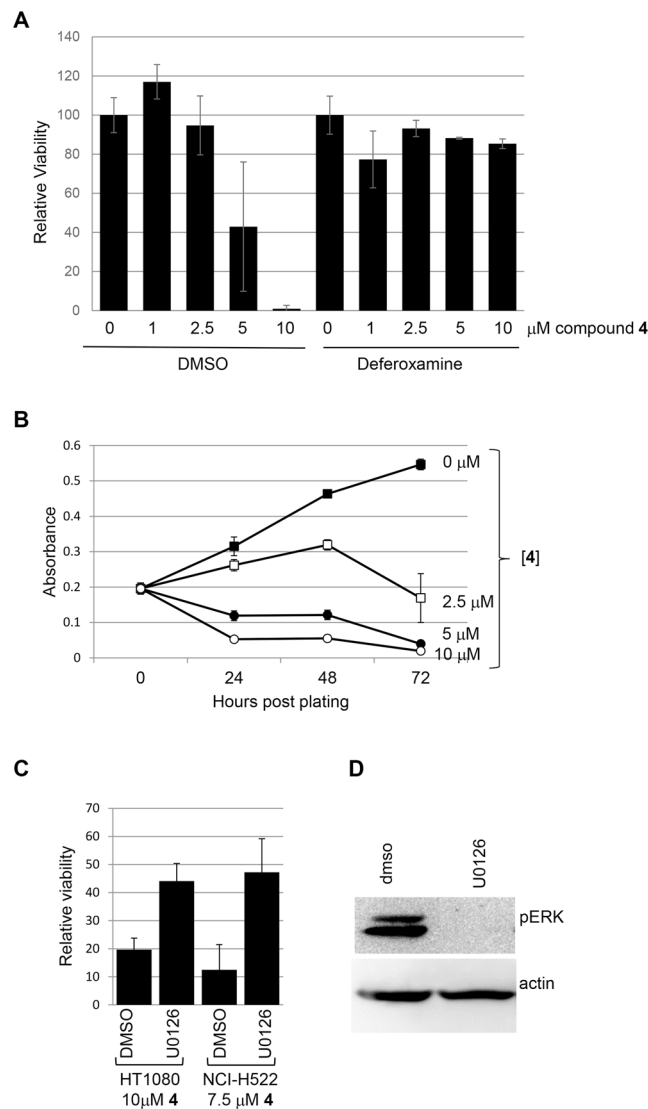 A
Relative Viability
140
120
100
80
60
40
20
0
0 1 2.5 5 10 0 1 2.5 5 10 μM compound 4
DMSO Deferoxamine
B
Absorbance
0.6
0.5
0.4
0.3
0.2
0.1
0
0 μM
2.5 μM
5 μM
10 μM
[4]
0 24 48 72
Hours post plating
C
Relative viability
70
60
50
40
30
20
10
0
DMSO U0126 DMSO U0126
HT1080 NCI-H522
10μM 4 7.5 μM 4
D
dmso U0126
pERK
actin